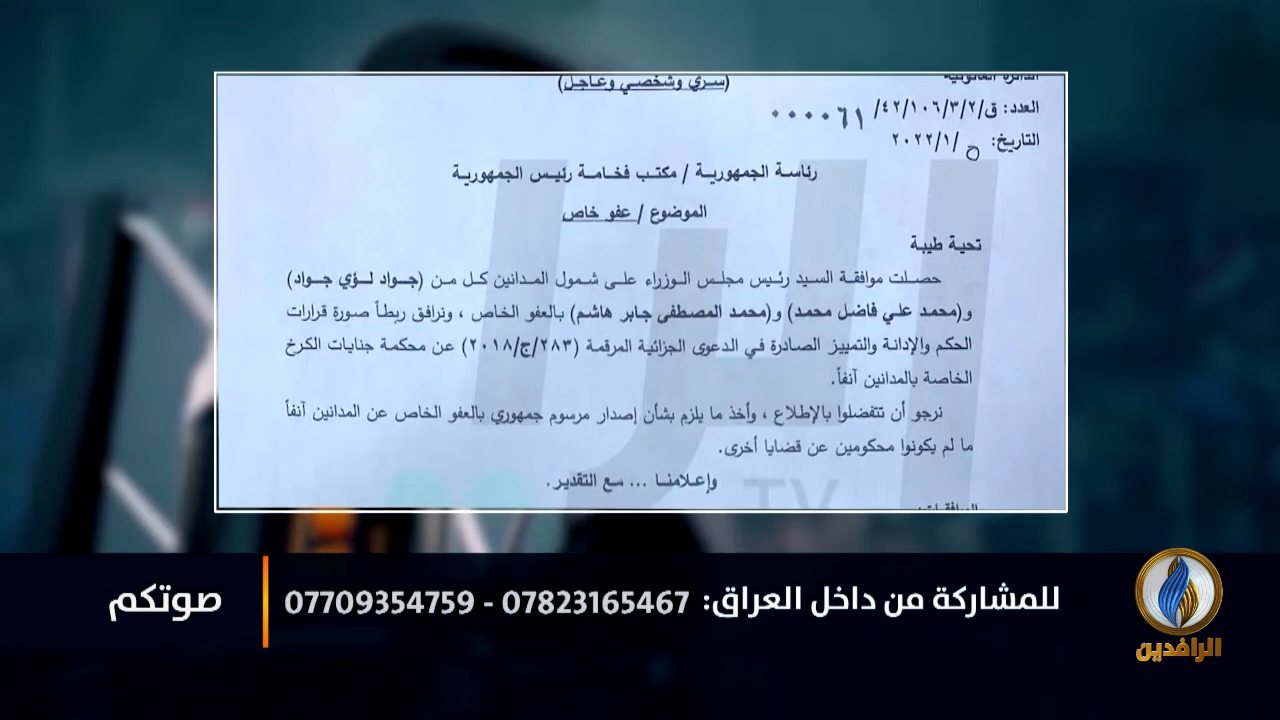 الدائرة القانونية
(سري وشخصي وعاجل)
العدد: ق/٤٢/١٠٦/٣/٢/ ٠٠٠٠٦١
التاريخ: ٥ /٢٠٢٢/١
رئاسة الجمهورية / مكتب فخامة رئيس الجمهورية
الموضوع / عفو خاص
تحية طيبة
حصلت موافقة السيد رئيس مجلس الوزراء على شمول المدانين كل من (جواد لؤي جواد)
و(محمد علي فاضل محمد) و(محمد المصطفى جابر هاشم) بالعفو الخاص ، ونرافق ربطاً صورة قرارات
الحكم والإدانة والتمييز الصادرة في الدعوى الجزائية المرقمة (٢٨٣/ج/٢٠١٨) عن محكمة جنايات الكرخ
الخاصة بالمدانين آنفاً.
نرجو أن تتفضلوا بالإطلاع ، وأخذ ما يلزم بشأن إصدار مرسوم جمهوري بالعفو الخاص عن المدانين آنفاً
ما لم يكونوا محكومين عن قضايا أخرى.
وإعلامنا ... مع التقدير.
TV
للمشاركة من داخل العراق: 07823165467 - 07709354759
صوتكم
الرافدين